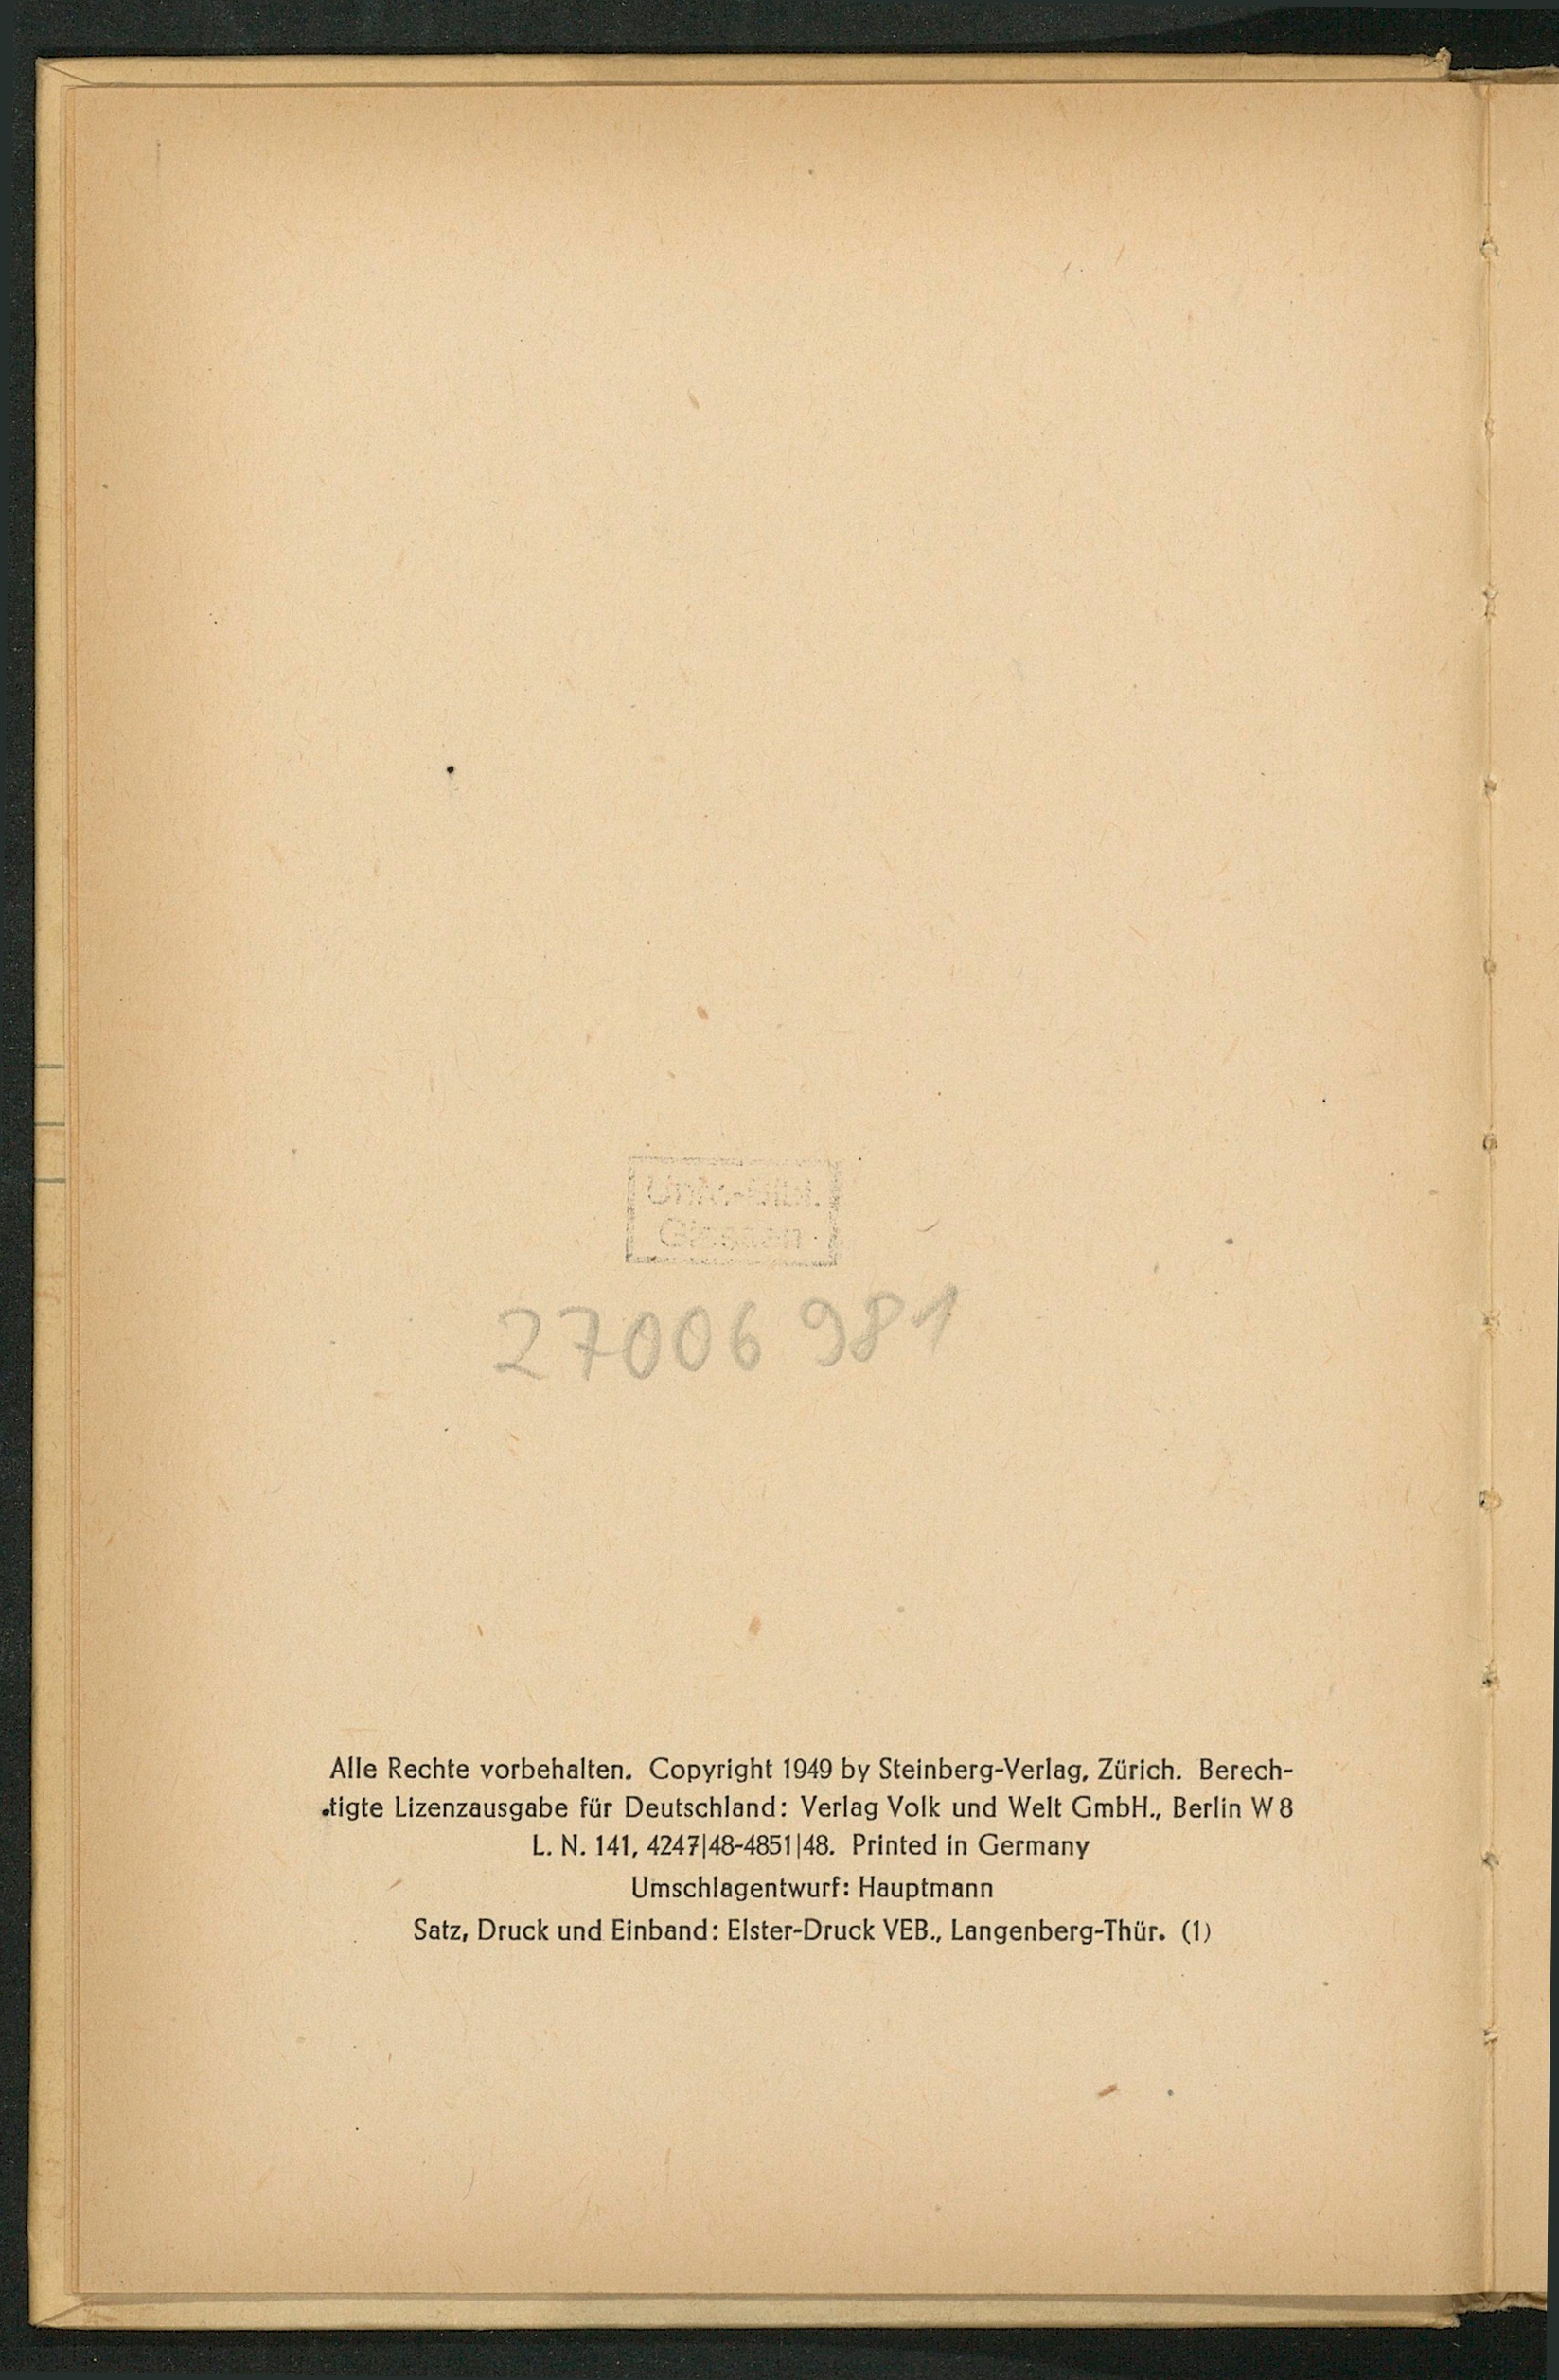 Univ.-Bibl.
Giessen
27006 981
Alle Rechte vorbehalten. Copyright 1949 by Steinberg-Verlag, Zürich. Berech-
tigte Lizenzausgabe für Deutschland: Verlag Volk und Welt GmbH., Berlin W 8
L. N. 141, 4247|48-4851|48. Printed in Germany
Umschlagentwurf: Hauptmann
Satz, Druck und Einband: Elster-Druck VEB., Langenberg-Thür. (1)